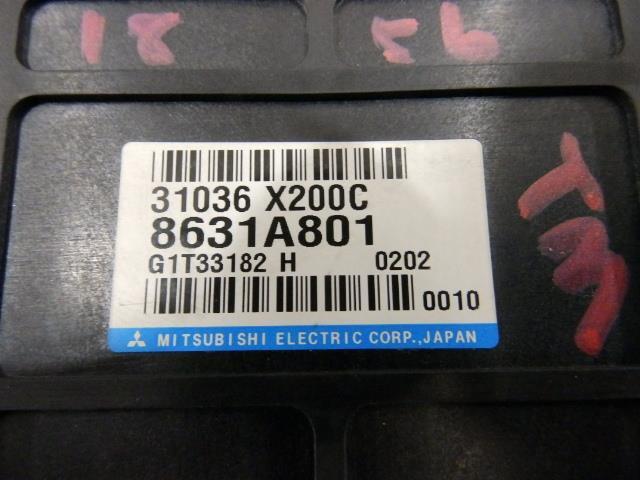 31036 X200C
8631A801
G1T33182 H 0202
0010
MITSUBISHI ELECTRIC CORP.,JAPAN